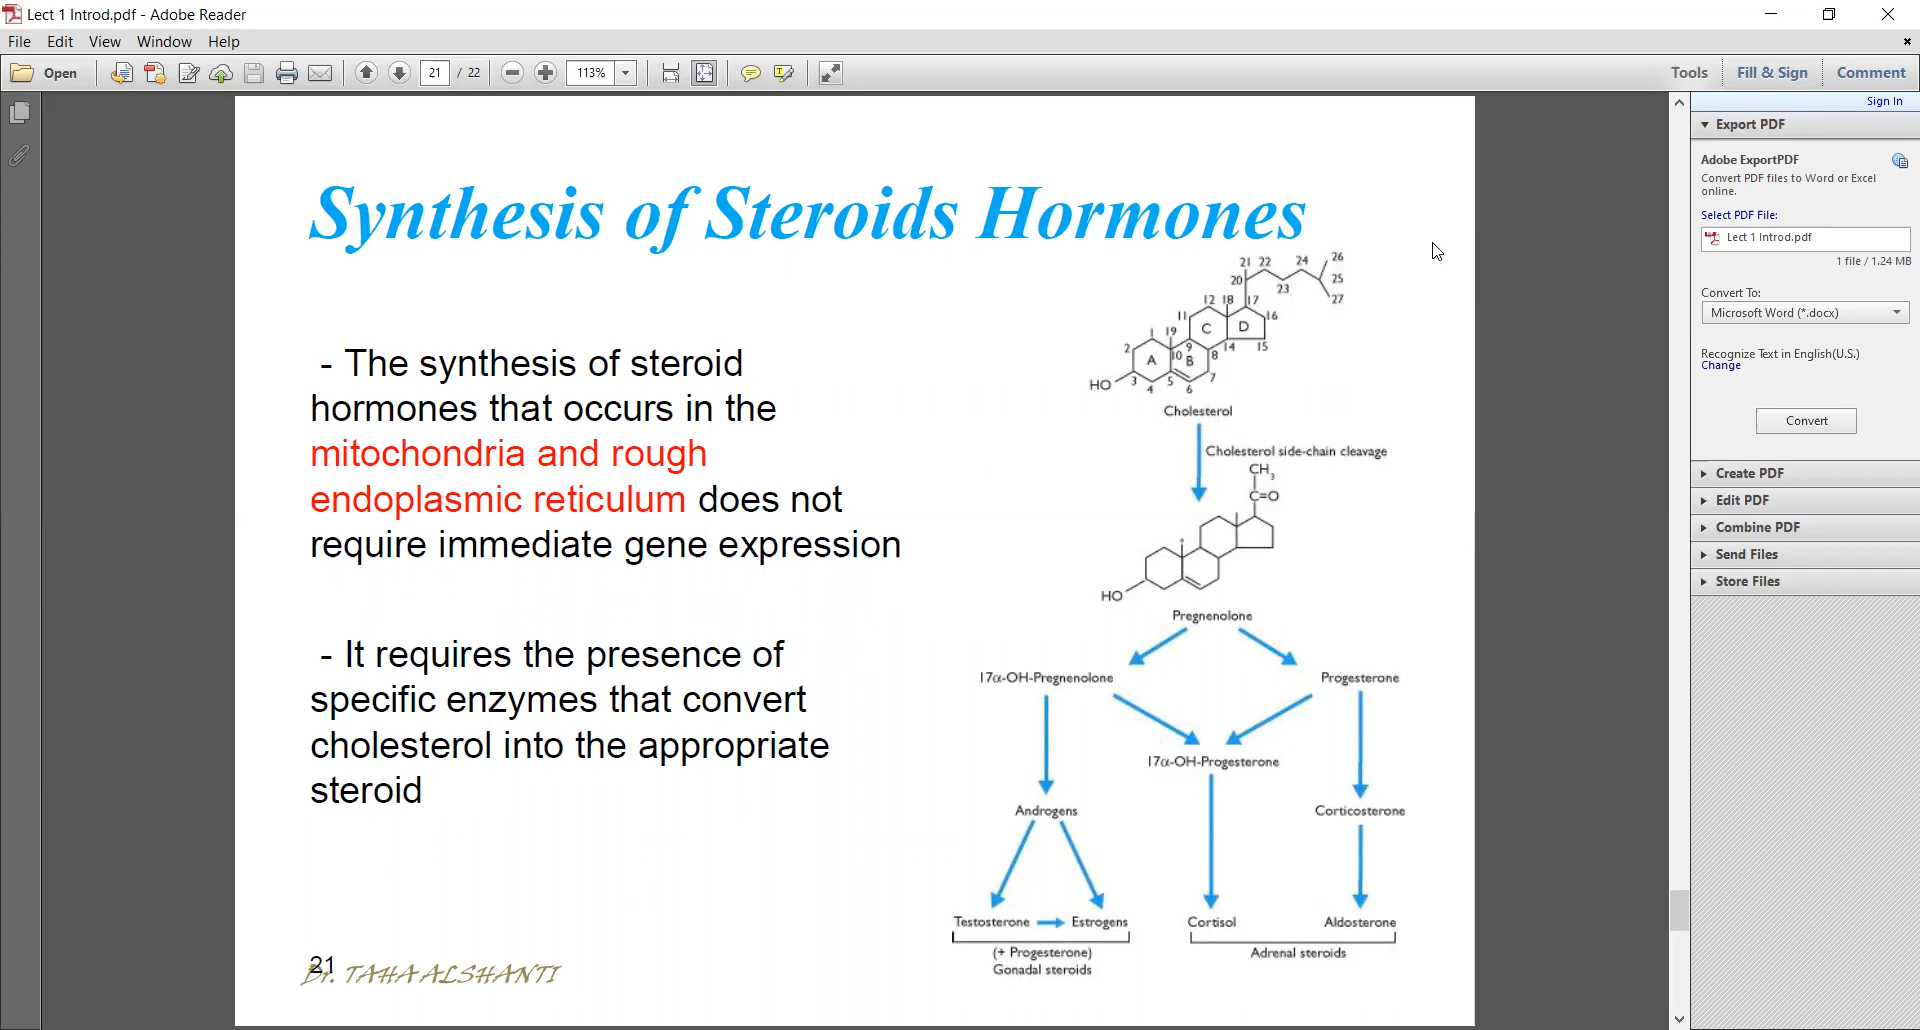 Lect 1 Introd.pdf - Adobe Reader
File Edit View Window Help
Open 21 / 22 113% Tools Fill & Sign Comment
Sign In
Export PDF
Adobe ExportPDF
Convert PDF files to Word or Excel
online.
Select PDF File:
Lect 1 Introd.pdf
1 file / 1.24 MB
Convert To:
Microsoft Word (*.docx)
Recognize Text in English(U.S.)
Change
Convert
Create PDF
Edit PDF
Combine PDF
Send Files
Store Files
Synthesis of Steroids Hormones
- The synthesis of steroid
hormones that occurs in the
mitochondria and rough
endoplasmic reticulum does not
require immediate gene expression
- It requires the presence of
specific enzymes that convert
cholesterol into the appropriate
steroid
21 22 24 26
20 23 25
27
12 18 17
11 16
C D
1 19
2 9 14 15
A 10 B 8
HO 3 5 7
4 6
Cholesterol
Cholesterol side-chain cleavage
CH3
C=O
HO
Pregnenolone
17α-OH-Pregnenolone Progesterone
17α-OH-Progesterone
Androgens Corticosterone
Testosterone Estrogens Cortisol Aldosterone
(+ Progesterone) Adrenal steroids
Gonadal steroids
21
Dr. TAHA ALSHANTI